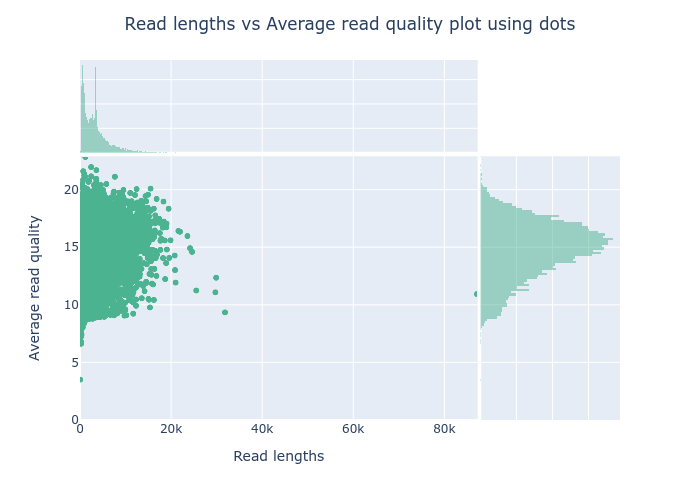 Read lengths vs Average read quality plot using dots
20
15
10
5
0
0 20k 40k 60k 80k
Average read quality
Read lengths